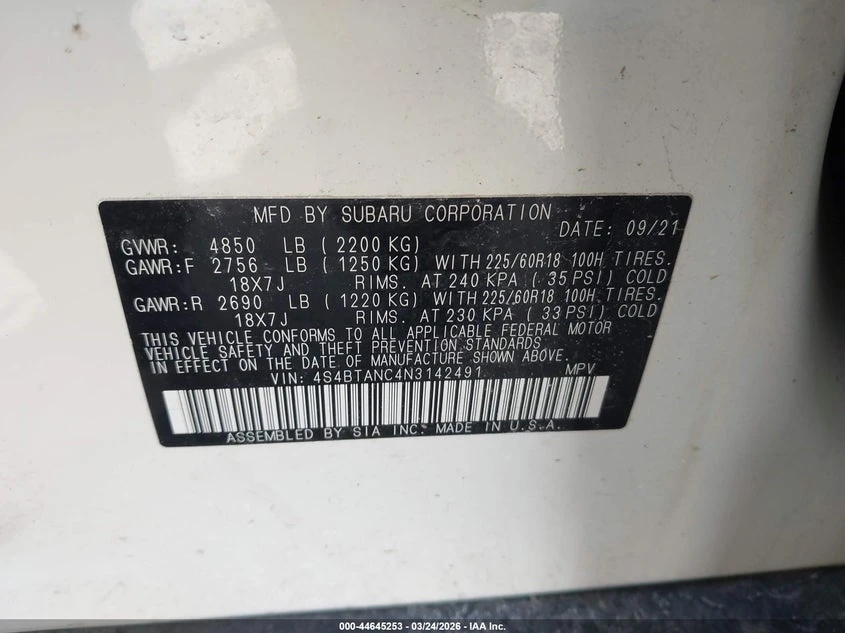 MFD BY SUBARU CORPORATION
DATE: 09/21
GVWR: 4850 LB (2200 KG)
GAWR:F 2756 LB (1250 KG) WITH 225/60R18 100H TIRES.
18X7J RIMS. AT 240 KPA (35 PSI) COLD
GAWR:R 2690 LB (1220 KG) WITH 225/60R18 100H TIRES.
18X7J RIMS. AT 230 KPA (33 PSI) COLD
THIS VEHICLE CONFORMS TO ALL APPLICABLE FEDERAL MOTOR
VEHICLE SAFETY AND THEFT PREVENTION STANDARDS
IN EFFECT ON THE DATE OF MANUFACTURE SHOWN ABOVE.
VIN: 4S4BTANC4N3142491 MPV
ASSEMBLED BY SIA INC. MADE IN U.S.A.
000-44645253 - 03/24/2026 - IAA Inc.